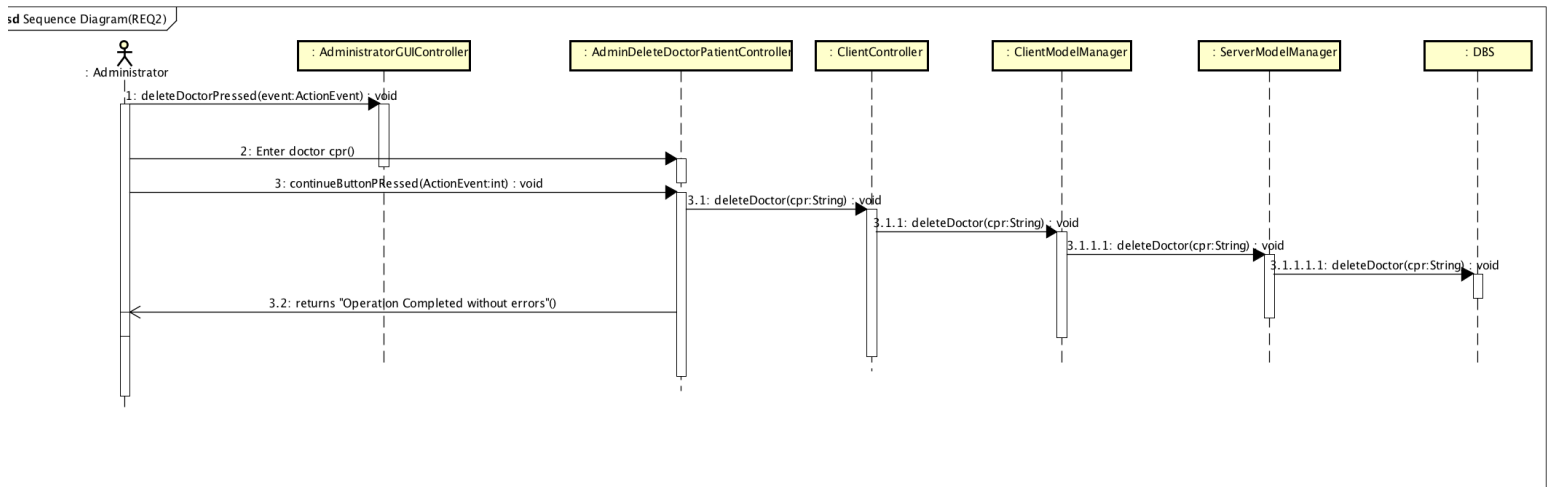 sd Sequence Diagram(REQ2)
: Administrator
: AdministratorGUIController
: AdminDeleteDoctorPatientController
: ClientController
: ClientModelManager
: ServerModelManager
: DBS
1: deleteDoctorPressed(event:ActionEvent) : void
2: Enter doctor cpr()
3: continueButtonPRessed(ActionEvent:int) : void
3.1: deleteDoctor(cpr:String) : void
3.1.1: deleteDoctor(cpr:String) : void
3.1.1.1: deleteDoctor(cpr:String) : void
3.1.1.1.1: deleteDoctor(cpr:String) : void
3.2: returns "Operation Completed without errors"()